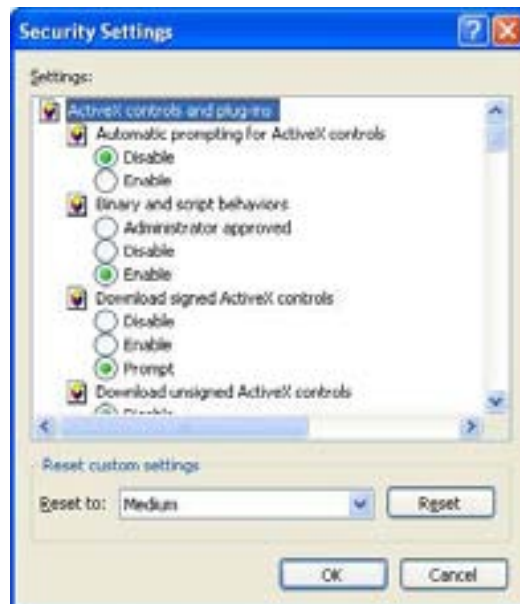 Security Settings
Settings:
ActiveX controls and plug-ins
Automatic prompting for ActiveX controls
Disable
Enable
Binary and script behaviors
Administrator approved
Disable
Enable
Download signed ActiveX controls
Disable
Enable
Prompt
Download unsigned ActiveX controls
Disable
Reset custom settings
Reset to: Medium Reset
OK Cancel